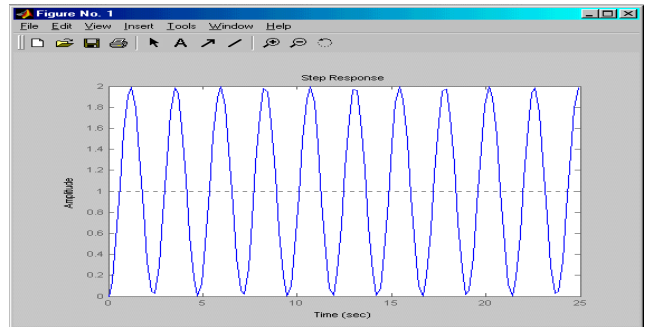 Figure No. 1
File Edit View Insert Tools Window Help
A
Step Response
2
1.8
1.6
1.4
1.2
1
0.8
0.6
0.4
0.2
0
Amplitude
0 5 10 15 20 25
Time (sec)